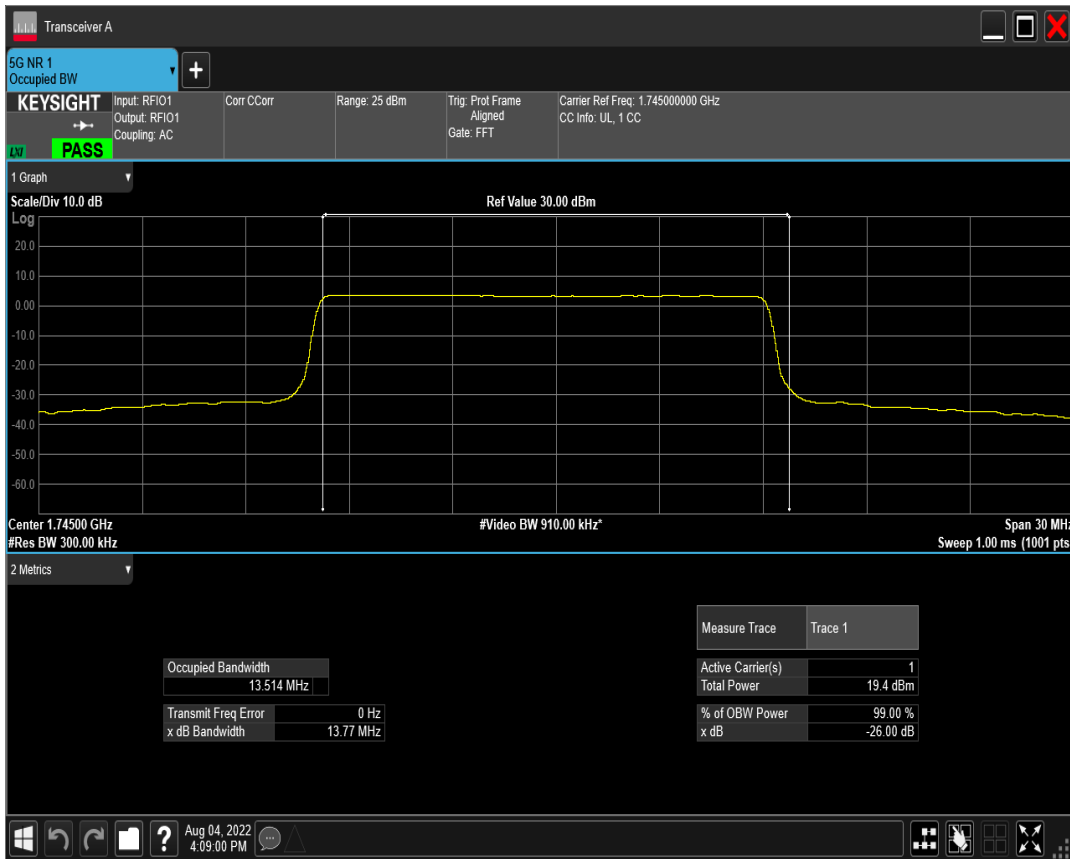 Transceiver A
5G NR 1
Occupied BW
+
KEYSIGHT
LXI
PASS
Input: RFIO1
Output: RFIO1
Coupling: AC
Corr CCorr
Range: 25 dBm
Trig: Prot Frame
Aligned
Gate: FFT
Carrier Ref Freq: 1.745000000 GHz
CC Info: UL, 1 CC
1 Graph
Scale/Div 10.0 dB
Ref Value 30.00 dBm
Log
20.0
10.0
0.00
-10.0
-20.0
-30.0
-40.0
-50.0
-60.0
Center 1.74500 GHz
#Video BW 910.00 kHz*
Span 30 MHz
#Res BW 300.00 kHz
Sweep 1.00 ms (1001 pts
2 Metrics
Measure Trace Trace 1
Occupied Bandwidth
13.514 MHz
Active Carrier(s) 1
Total Power 19.4 dBm
Transmit Freq Error 0 Hz
x dB Bandwidth 13.77 MHz
% of OBW Power 99.00 %
x dB -26.00 dB
?
Aug 04, 2022
4:09:00 PM